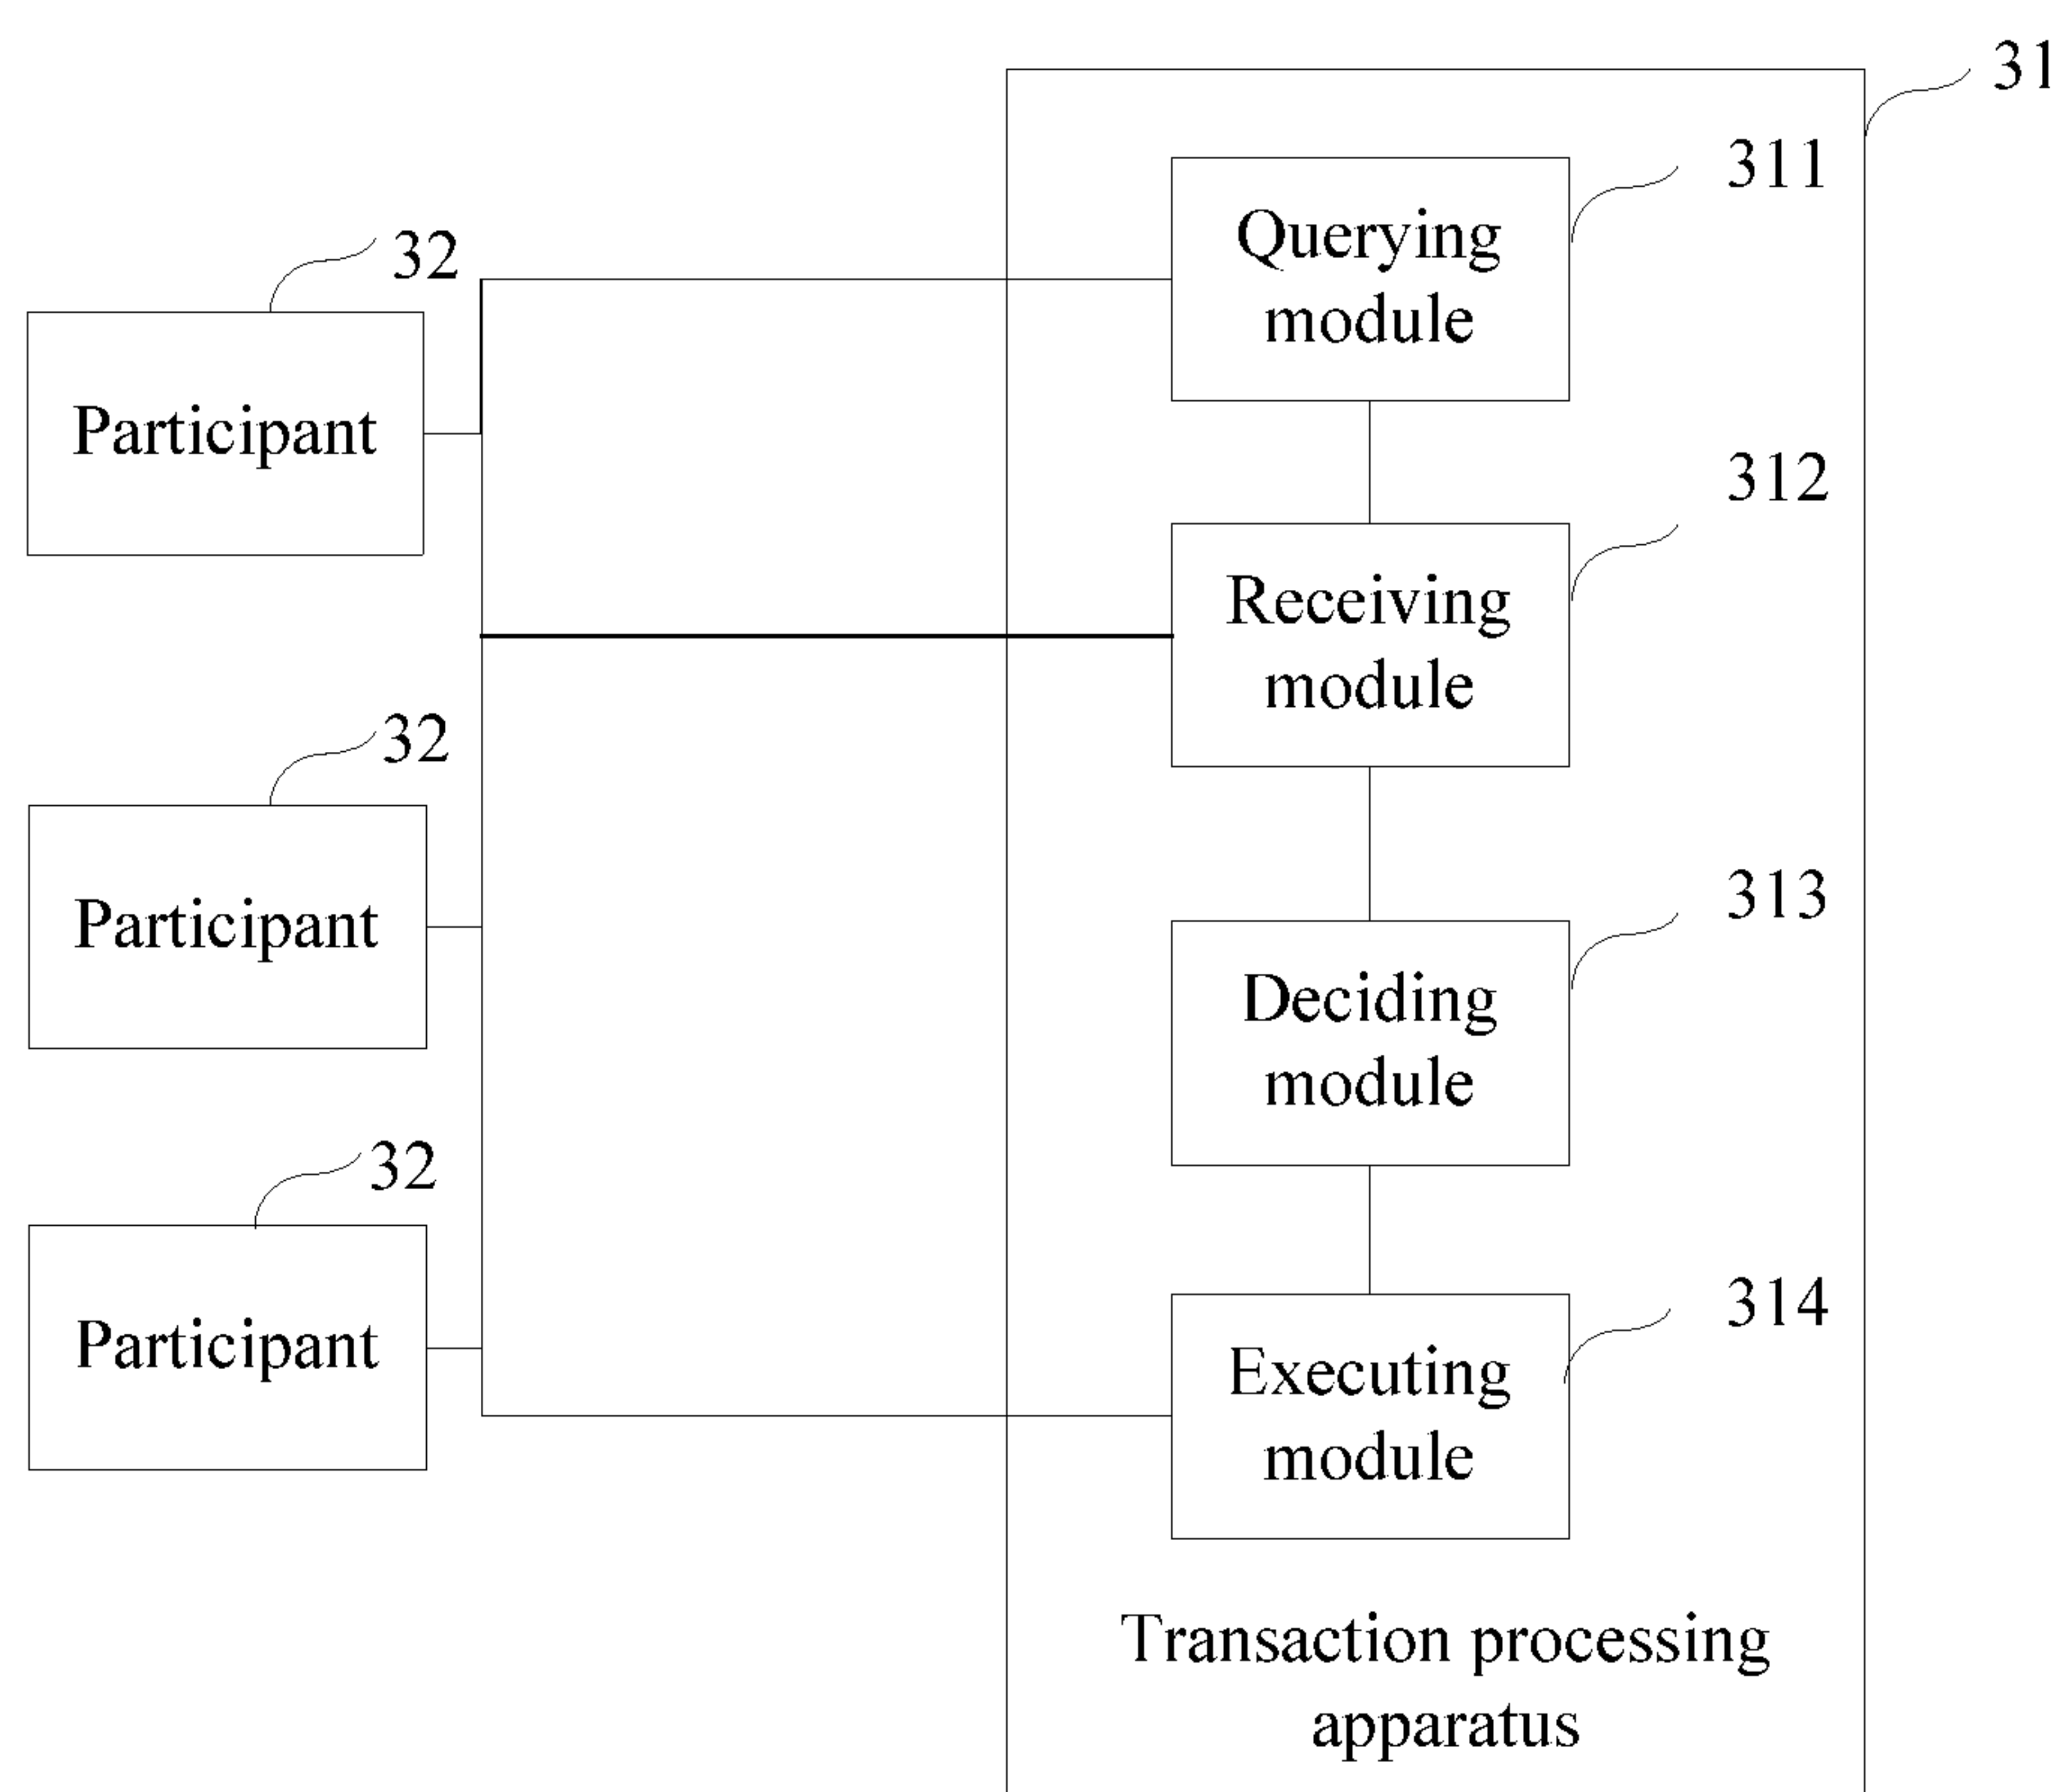 31
311
Querying
module
32
Participant
312
Receiving
module
32
Participant
313
Deciding
module
32
Participant
314
Executing
module
Transaction processing
apparatus